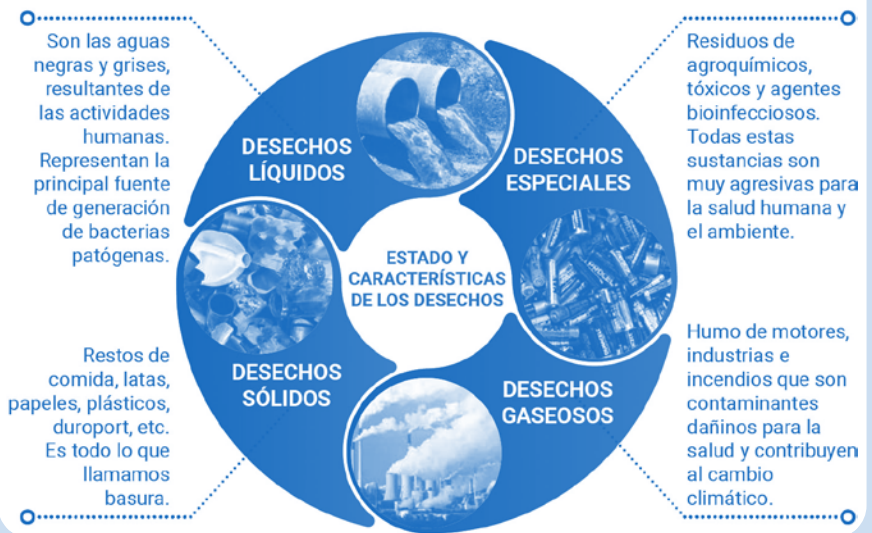 Son las aguas
negras y grises,
resultantes de
las actividades
humanas.
Representan la
principal fuente
de generación
de bacterias
patógenas.
DESECHOS
LÍQUIDOS
DESECHOS
ESPECIALES
Residuos de
agroquímicos,
tóxicos y agentes
bioinfecciosos.
Todas estas
sustancias son
muy agresivas para
la salud humana y
el ambiente.
ESTADO Y
CARACTERÍSTICAS
DE LOS DESECHOS
Restos de
comida, latas,
papeles, plásticos,
duroport, etc.
Es todo lo que
llamamos
basura.
DESECHOS
SÓLIDOS
DESECHOS
GASEOSOS
Humo de motores,
industrias e
incendios que son
contaminantes
dañinos para la
salud y contribuyen
al cambio
climático.